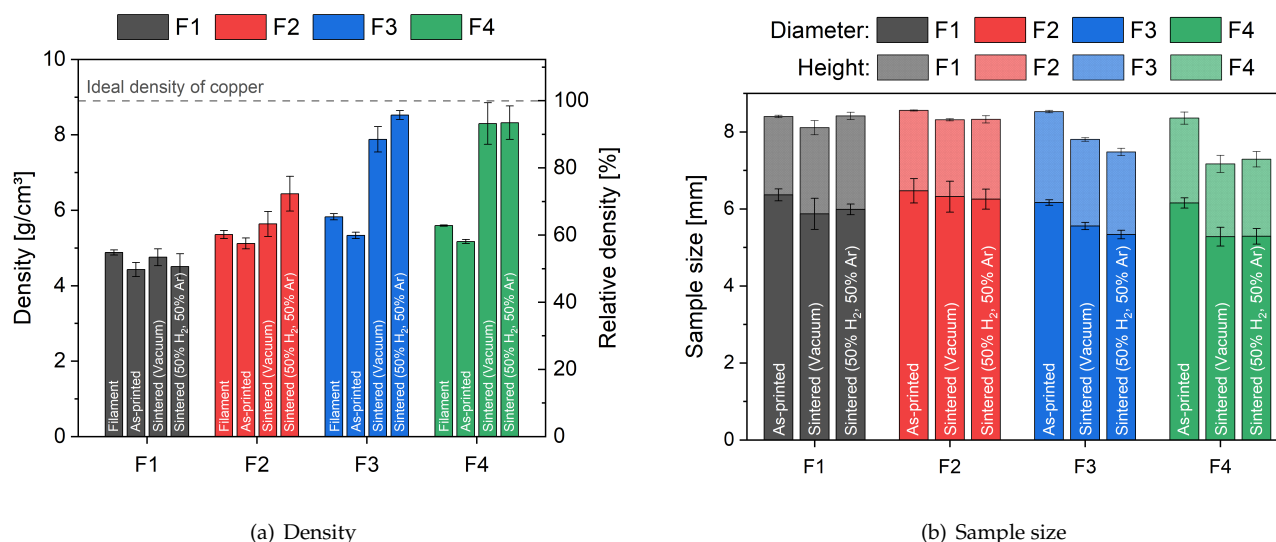 F1 F2 F3 F4
10
8
6
4
2
0
Density [g/cm³]
Ideal density of copper
Filament
As-printed
Sintered (Vacuum)
Sintered (50% H₂, 50% Ar)
Filament
As-printed
Sintered (Vacuum)
Sintered (50% H₂, 50% Ar)
Filament
As-printed
Sintered (Vacuum)
Sintered (50% H₂, 50% Ar)
Filament
As-printed
Sintered (Vacuum)
Sintered (50% H₂, 50% Ar)
100
80
60
40
20
0
Relative density [%]
F1 F2 F3 F4
(a) Density
Diameter: F1 F2 F3 F4
Height: F1 F2 F3 F4
8
6
4
2
0
Sample size [mm]
As-printed
Sintered (Vacuum)
Sintered (50% H₂, 50% Ar)
As-printed
Sintered (Vacuum)
Sintered (50% H₂, 50% Ar)
As-printed
Sintered (Vacuum)
Sintered (50% H₂, 50% Ar)
As-printed
Sintered (Vacuum)
Sintered (50% H₂, 50% Ar)
F1 F2 F3 F4
(b) Sample size